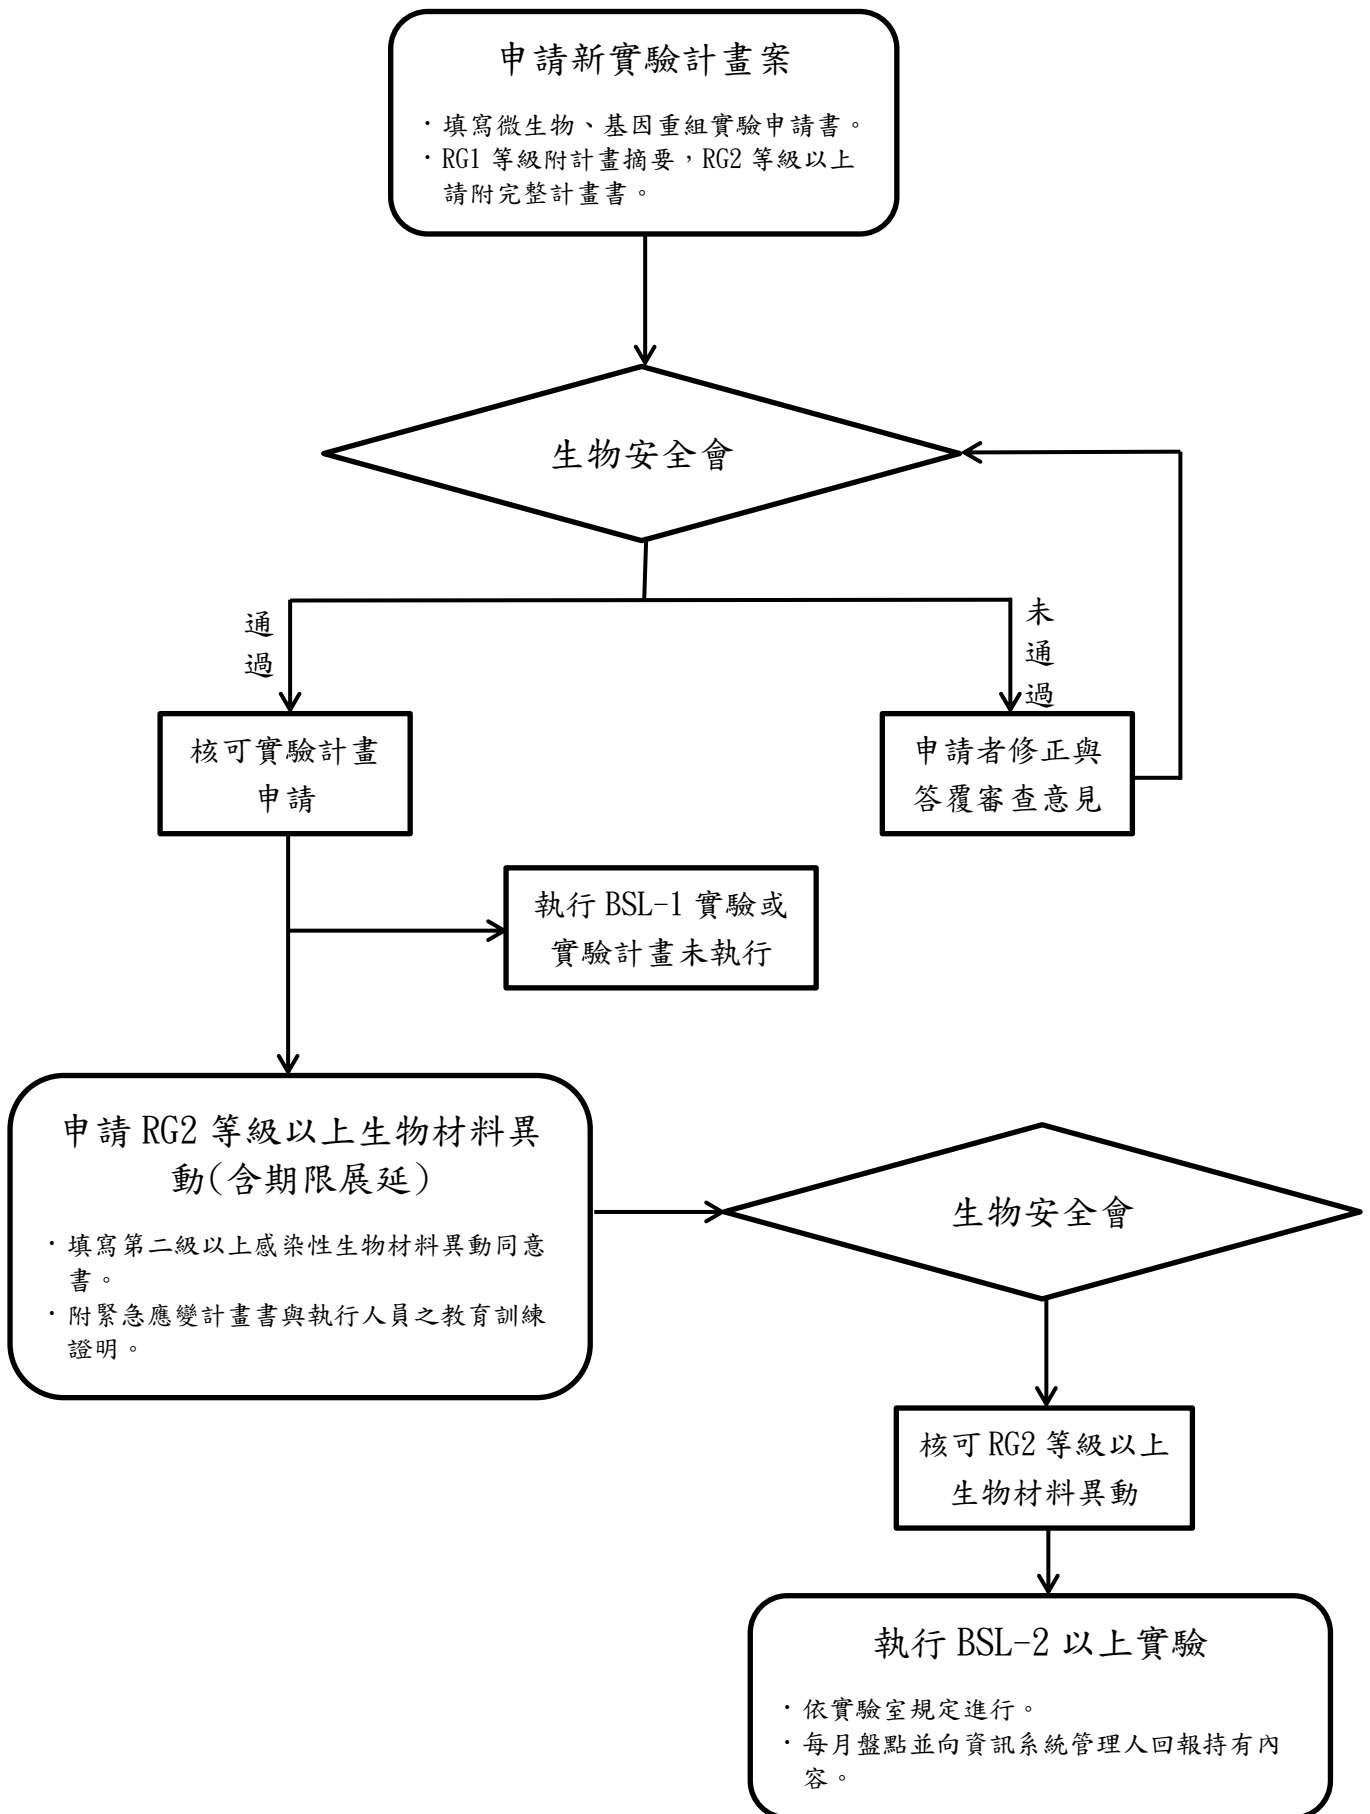 申請新實驗計畫案
·填寫微生物、基因重組實驗申請書。
·RG1 等級附計畫摘要，RG2 等級以上
請附完整計畫書。
生物安全會
通
過
未
通
過
核可實驗計畫
申請
申請者修正與
答覆審查意見
執行 BSL-1 實驗或
實驗計畫未執行
申請 RG2 等級以上生物材料異
動(含期限展延)
·填寫第二級以上感染性生物材料異動同意
書。
·附緊急應變計畫書與執行人員之教育訓練
證明。
生物安全會
核可 RG2 等級以上
生物材料異動
執行 BSL-2 以上實驗
·依實驗室規定進行。
·每月盤點並向資訊系統管理人回報持有內
容。